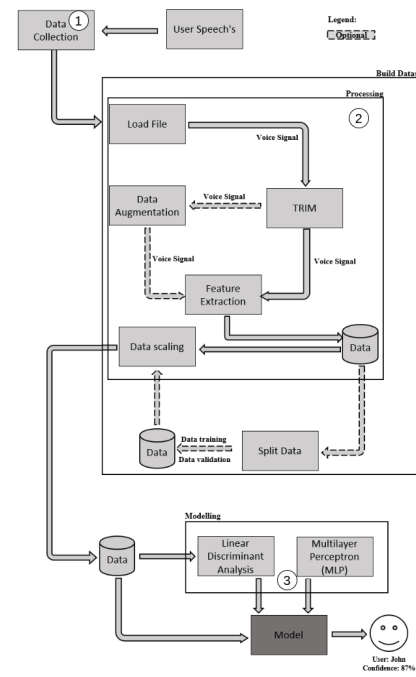 Data
Collection
1
User Speech's
Legend:
Optional
Build Datas
Processing
2
Load File
Voice Signal
Data
Augmentation
Voice Signal
TRIM
Voice Signal
Voice Signal
Feature
Extraction
Data scaling
Data
Data
Data training
Data validation
Split Data
Modelling
Data
Linear
Discriminant
Analysis
3
Multilayer
Perceptron
(MLP)
Model
User: John
Confidence: 87%